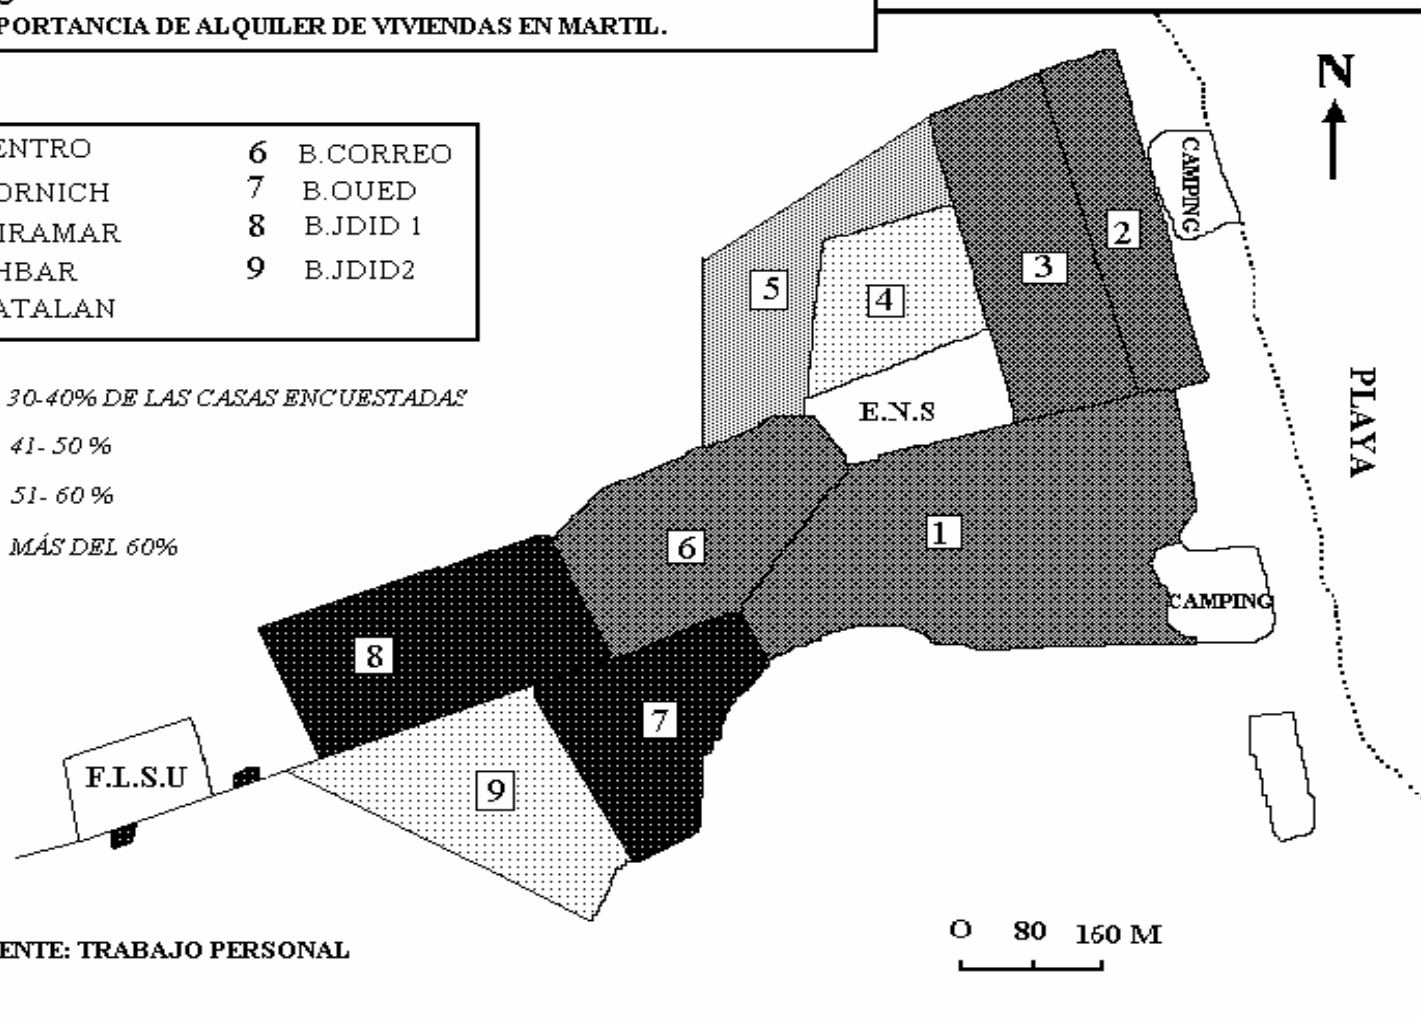 PORTANCIA DE ALQUILER DE VIVIENDAS EN MARTIL.
N
ENTRO
6 B.CORREO
ORNICH
7 B.OUED
IRAMAR
8 B.JDID 1
HBAR
9 B.JDID2
ATALAN
30-40% DE LAS CASAS ENCUESTADAS
41- 50 %
51- 60 %
MÁS DEL 60%
CAMPING
2
3
5
4
E.N.S
PLAYA
1
6
CAMPING
8
7
F.L.S.U
9
ENTE: TRABAJO PERSONAL
O 80 160 M